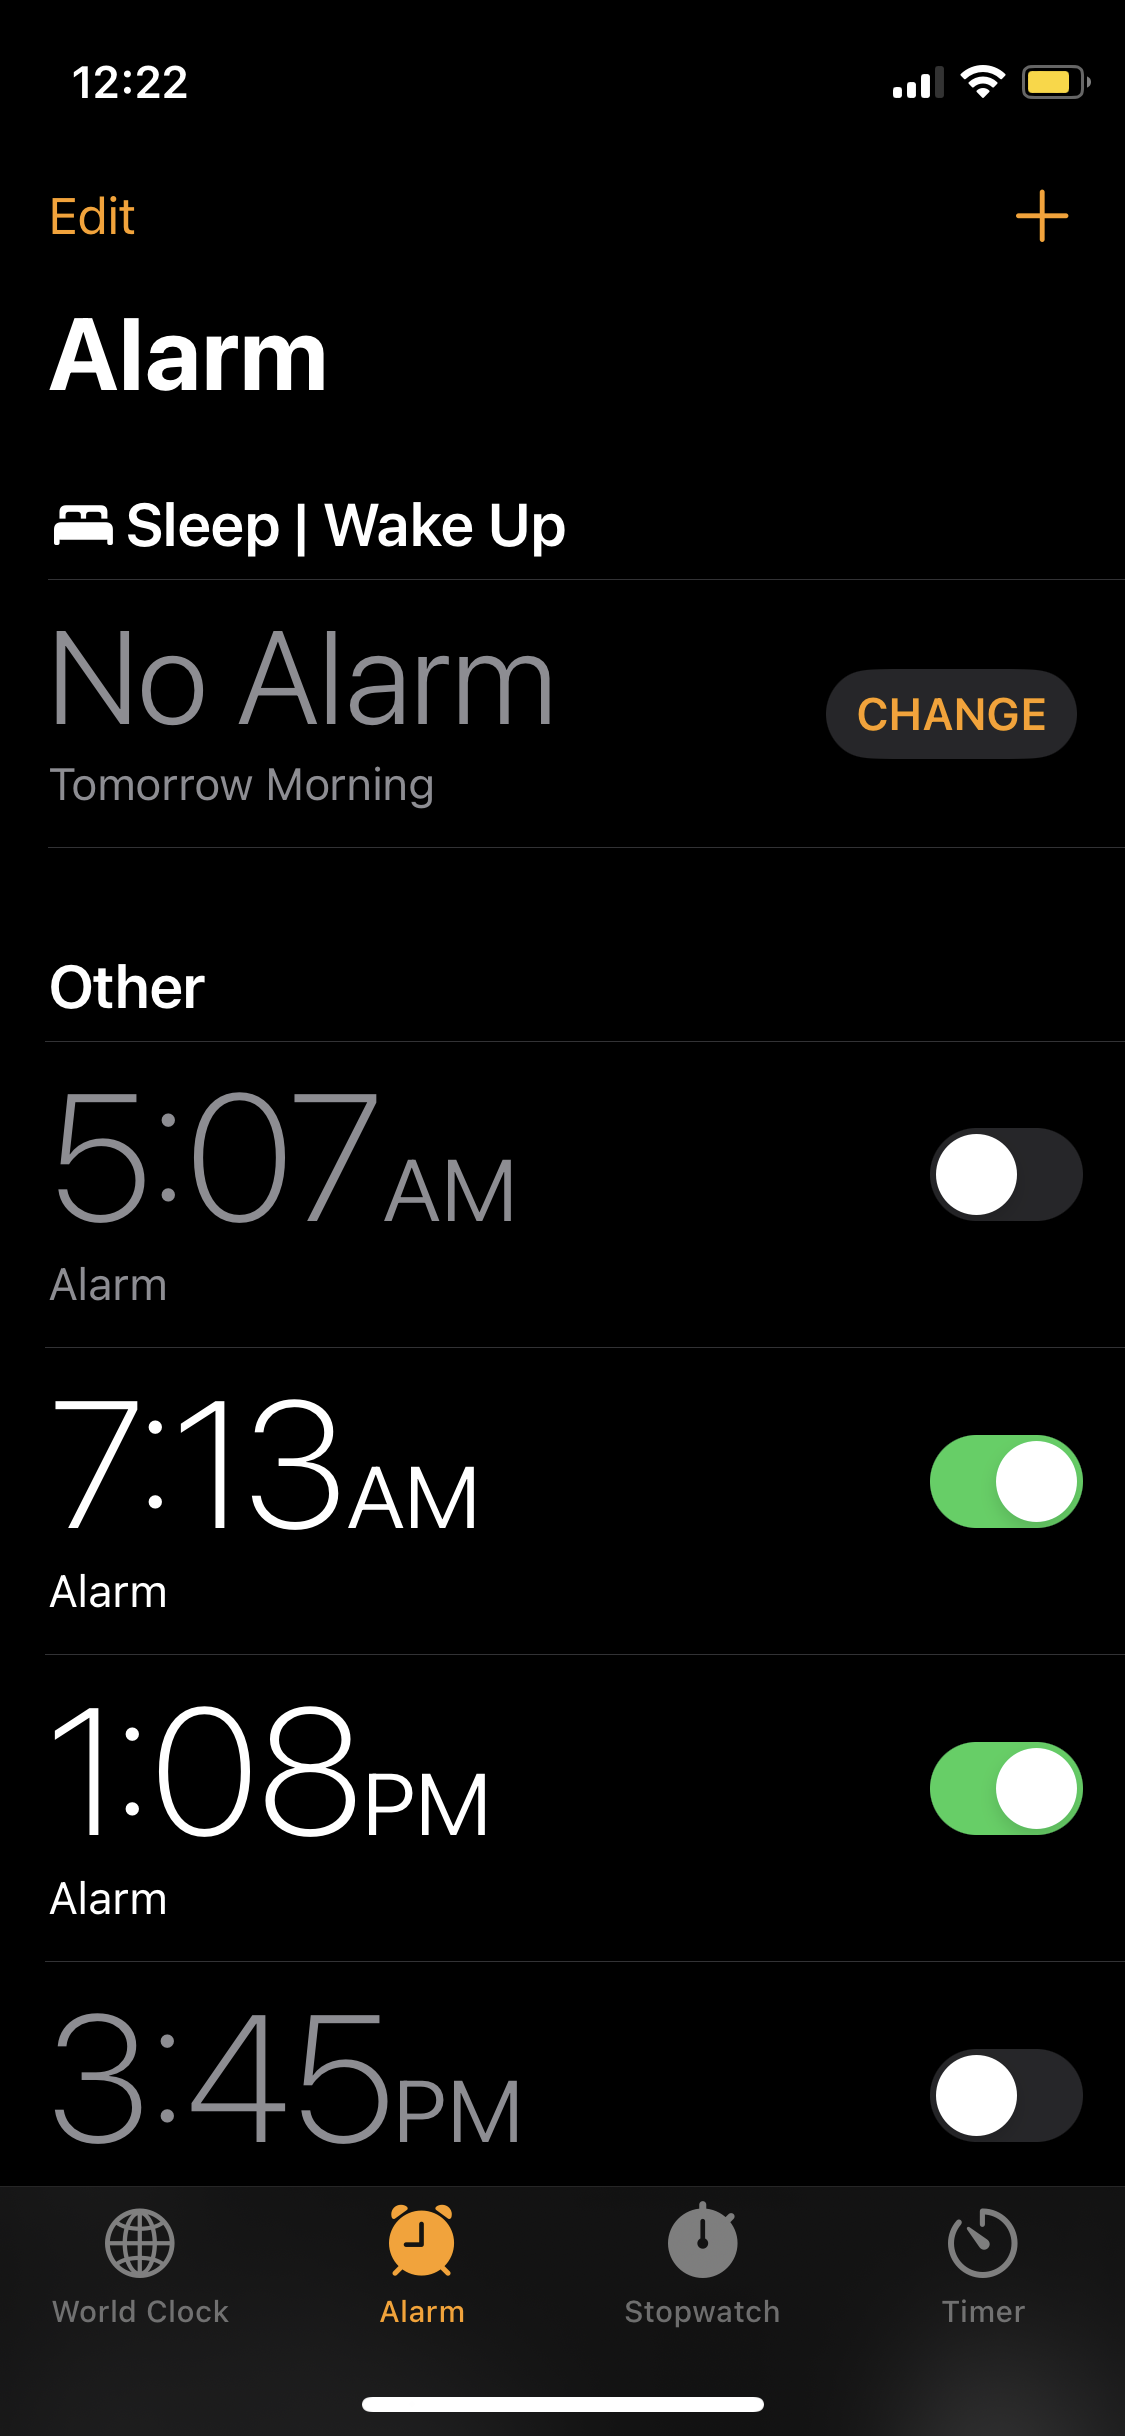 12:22
Edit
Alarm
Sleep | Wake Up
No Alarm
CHANGE
Tomorrow Morning
Other
5:07AM
Alarm
7:13AM
Alarm
1:08PM
Alarm
3:45PM
World Clock
Alarm
Stopwatch
Timer